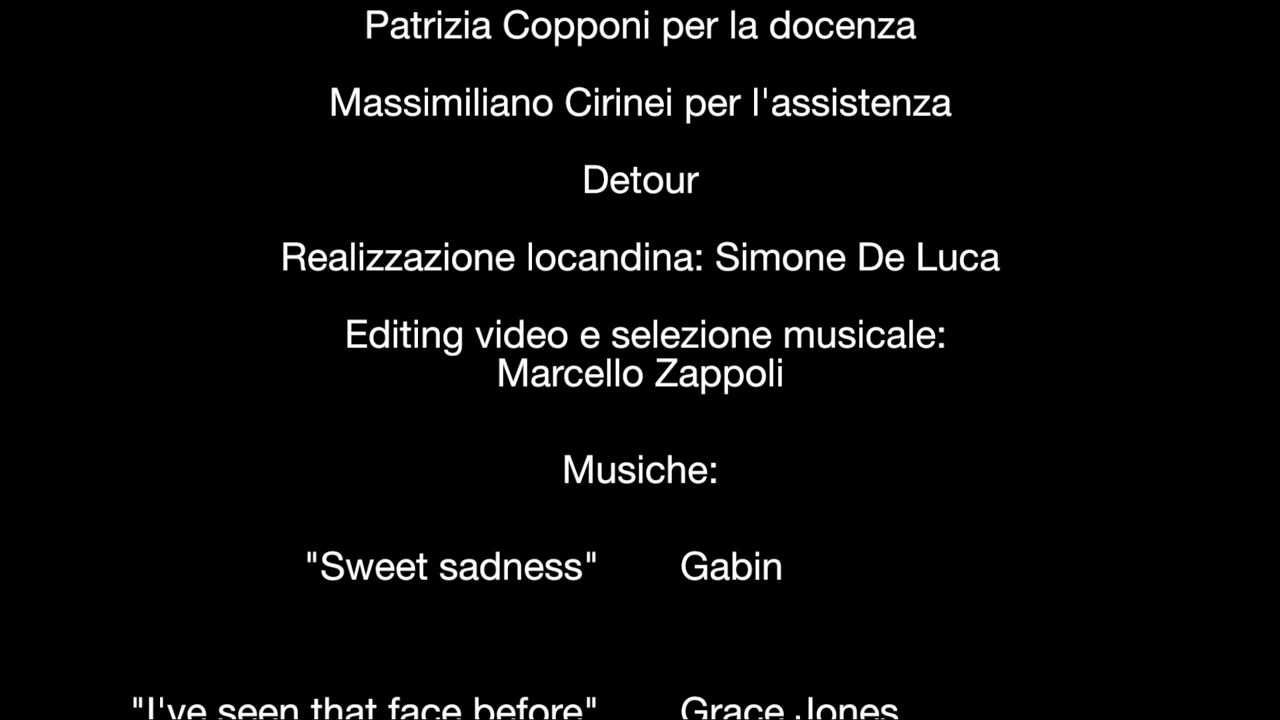 Patrizia Copponi per la docenza
Massimiliano Cirinei per l'assistenza
Detour
Realizzazione locandina: Simone De Luca
Editing video e selezione musicale:
Marcello Zappoli
Musiche:
"Sweet sadness" Gabin
"I've seen that face before" Grace Jones